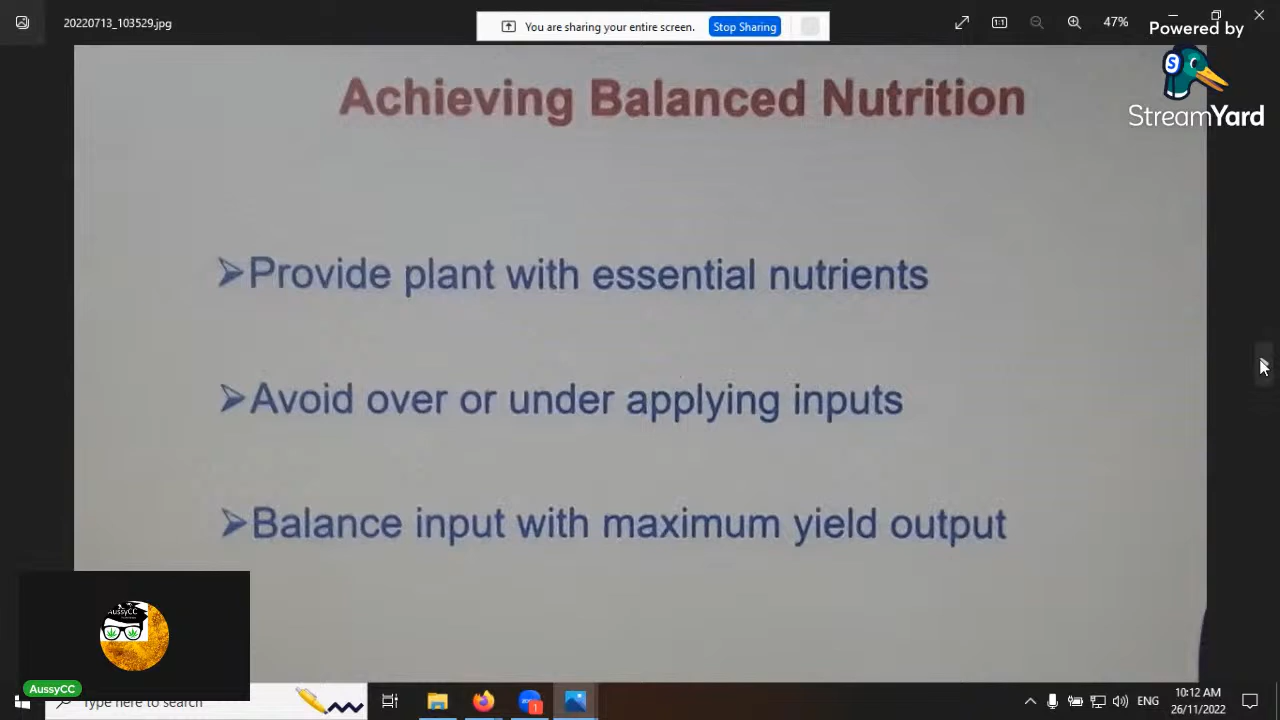 20220713_103529.jpg
You are sharing your entire screen. Stop Sharing
47%
Powered by
StreamYard
Achieving Balanced Nutrition
➢Provide plant with essential nutrients
➢Avoid over or under applying inputs
➢Balance input with maximum yield output
AussyCC
AussyCC
Type here to search
1
ENG
10:12 AM
26/11/2022